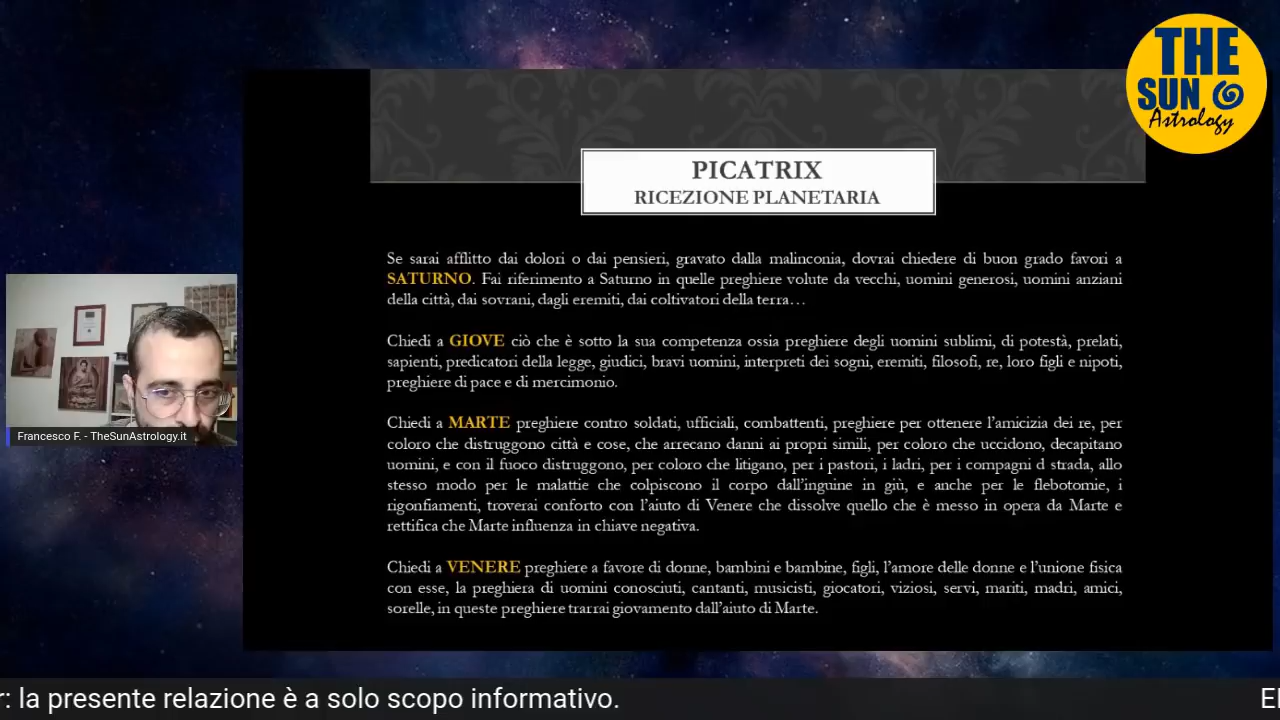 THE
SUN
Astrology
PICATRIX
RICEZIONE PLANETARIA
Se sarai afflitto dai dolori o dai pensieri, gravato dalla malinconia, dovrai chiedere di buon grado favori a
SATURNO. Fai riferimento a Saturno in quelle preghiere volute da vecchi, uomini generosi, uomini anziani
della città, dai sovrani, dagli eremiti, dai coltivatori della terra…
Chiedi a GIOVE ciò che è sotto la sua competenza ossia preghiere degli uomini sublimi, di potestà, prelati,
sapienti, predicatori della legge, giudici, bravi uomini, interpreti dei sogni, eremiti, filosofi, re, loro figli e nipoti,
preghiere di pace e di mercimonio.
Chiedi a MARTE preghiere contro soldati, ufficiali, combattenti, preghiere per ottenere l'amicizia dei re, per
coloro che distruggono città e cose, che arrecano danni ai propri simili, per coloro che uccidono, decapitano
uomini, e con il fuoco distruggono, per coloro che litigano, per i pastori, i ladri, per i compagni d strada, allo
stesso modo per le malattie che colpiscono il corpo dall'inguine in giù, e anche per le flebotomie, i
rigonfiamenti, troverai conforto con l'aiuto di Venere che dissolve quello che è messo in opera da Marte e
rettifica che Marte influenza in chiave negativa.
Chiedi a VENERE preghiere a favore di donne, bambini e bambine, figli, l'amore delle donne e l'unione fisica
con esse, la preghiera di uomini conosciuti, cantanti, musicisti, giocatori, viziosi, servi, mariti, madri, amici,
sorelle, in queste preghiere trarrai giovamento dall'aiuto di Marte.
Francesco F. - TheSunAstrology.it
r: la presente relazione è a solo scopo informativo.